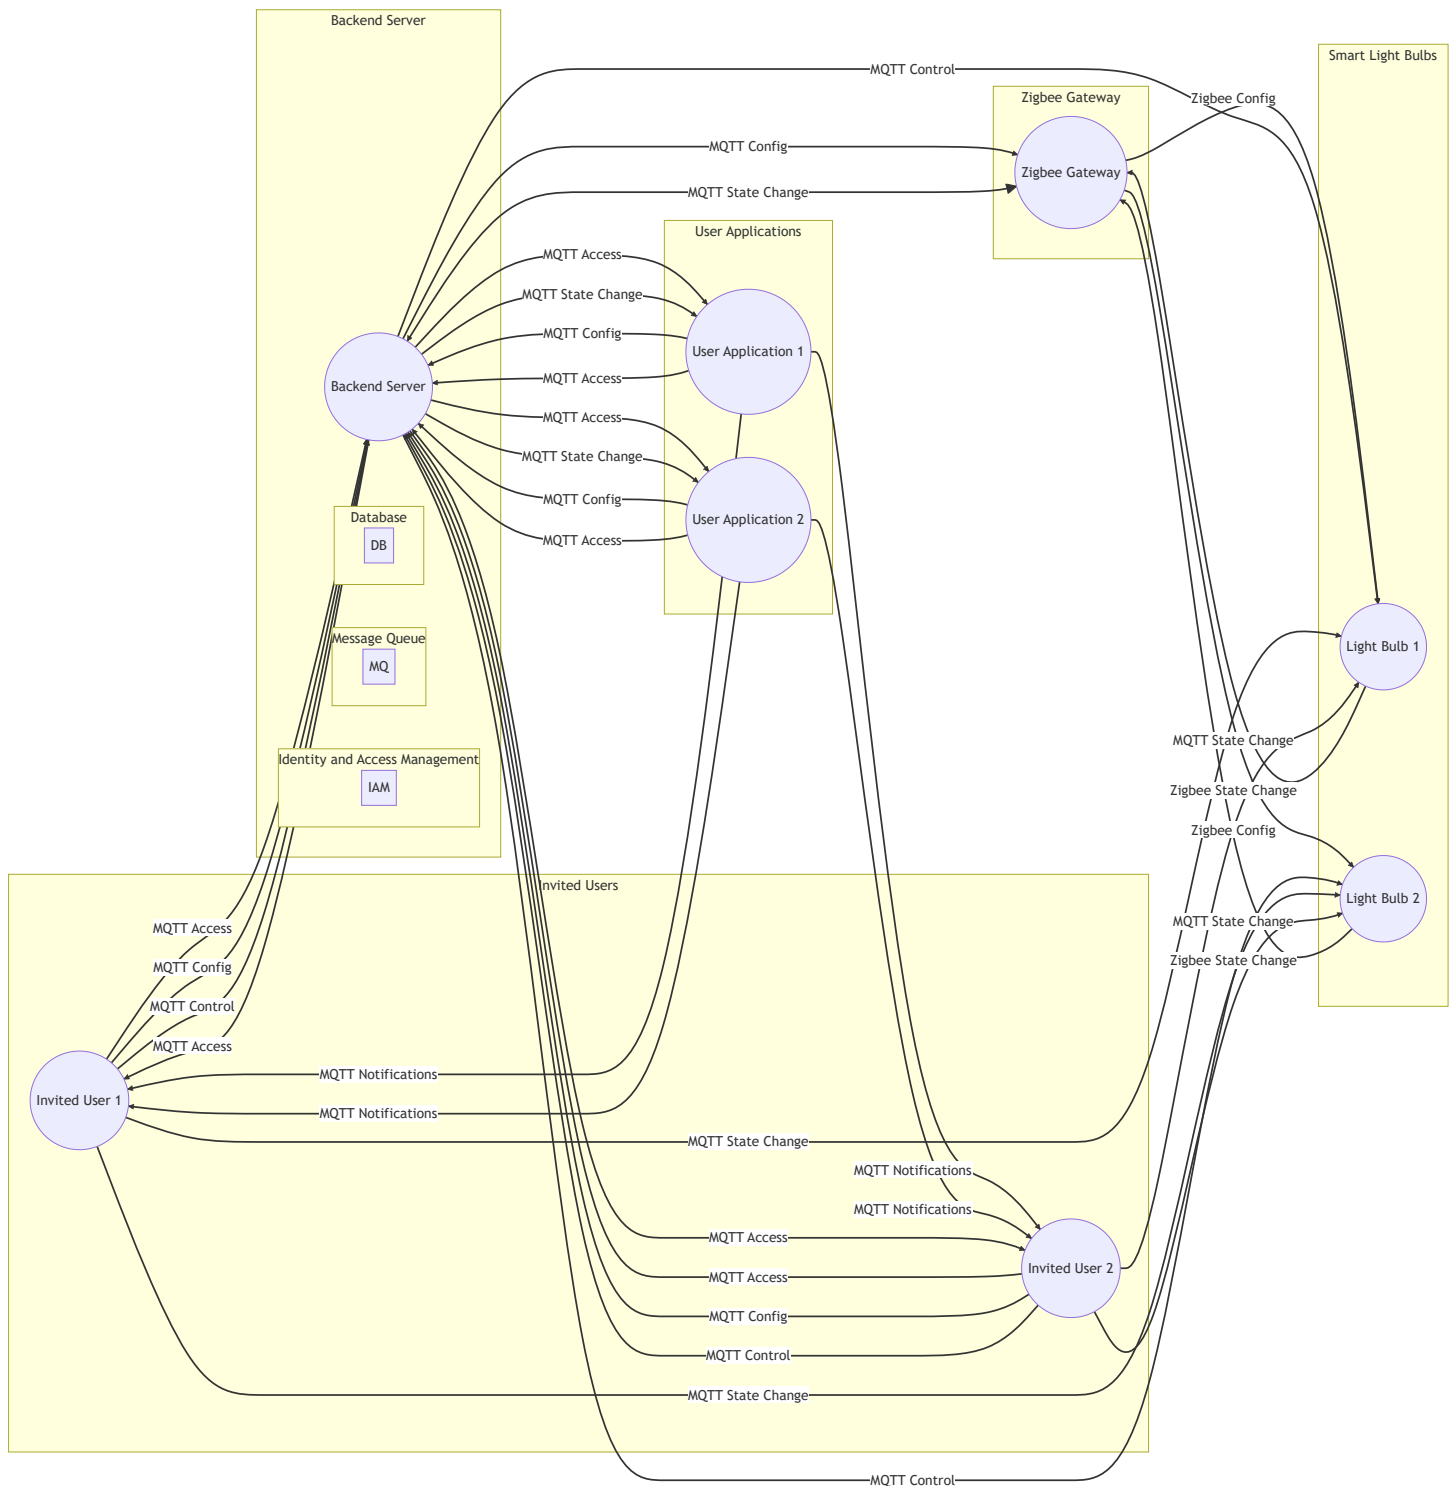 Backend Server
Smart Light Bulbs
MQTT Control
Zigbee Gateway
Zigbee Config
MQTT Config
Zigbee Gateway
MQTT State Change
User Applications
MQTT Access
MQTT State Change
MQTT Config
User Application 1
MQTT Access
Backend Server
MQTT Access
MQTT State Change
MQTT Config
User Application 2
MQTT Access
Database
DB
Message Queue
MQ
Light Bulb 1
MQTT State Change
Identity and Access Management
IAM
Zigbee State Change
Zigbee Config
Invited Users
Light Bulb 2
MQTT State Change
MQTT Access
Zigbee State Change
MQTT Config
MQTT Control
MQTT Access
MQTT Notifications
Invited User 1
MQTT Notifications
MQTT State Change
MQTT Notifications
MQTT Notifications
MQTT Access
Invited User 2
MQTT Access
MQTT Config
MQTT Control
MQTT State Change
MQTT Control